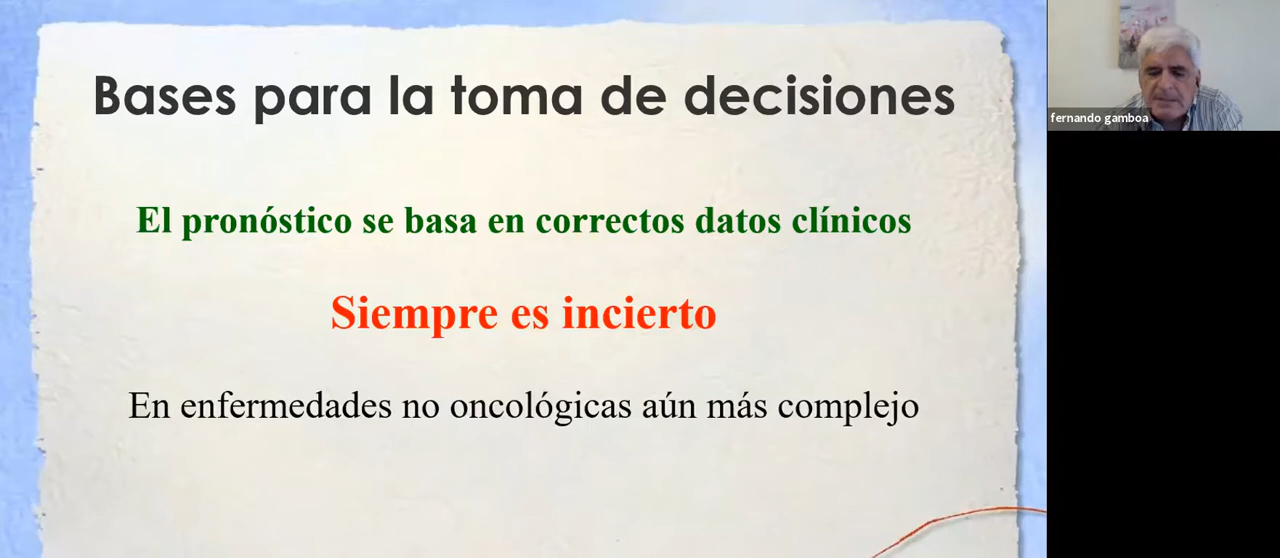 Bases para la toma de decisiones
El pronóstico se basa en correctos datos clínicos
Siempre es incierto
En enfermedades no oncológicas aún más complejo
fernando gamboa